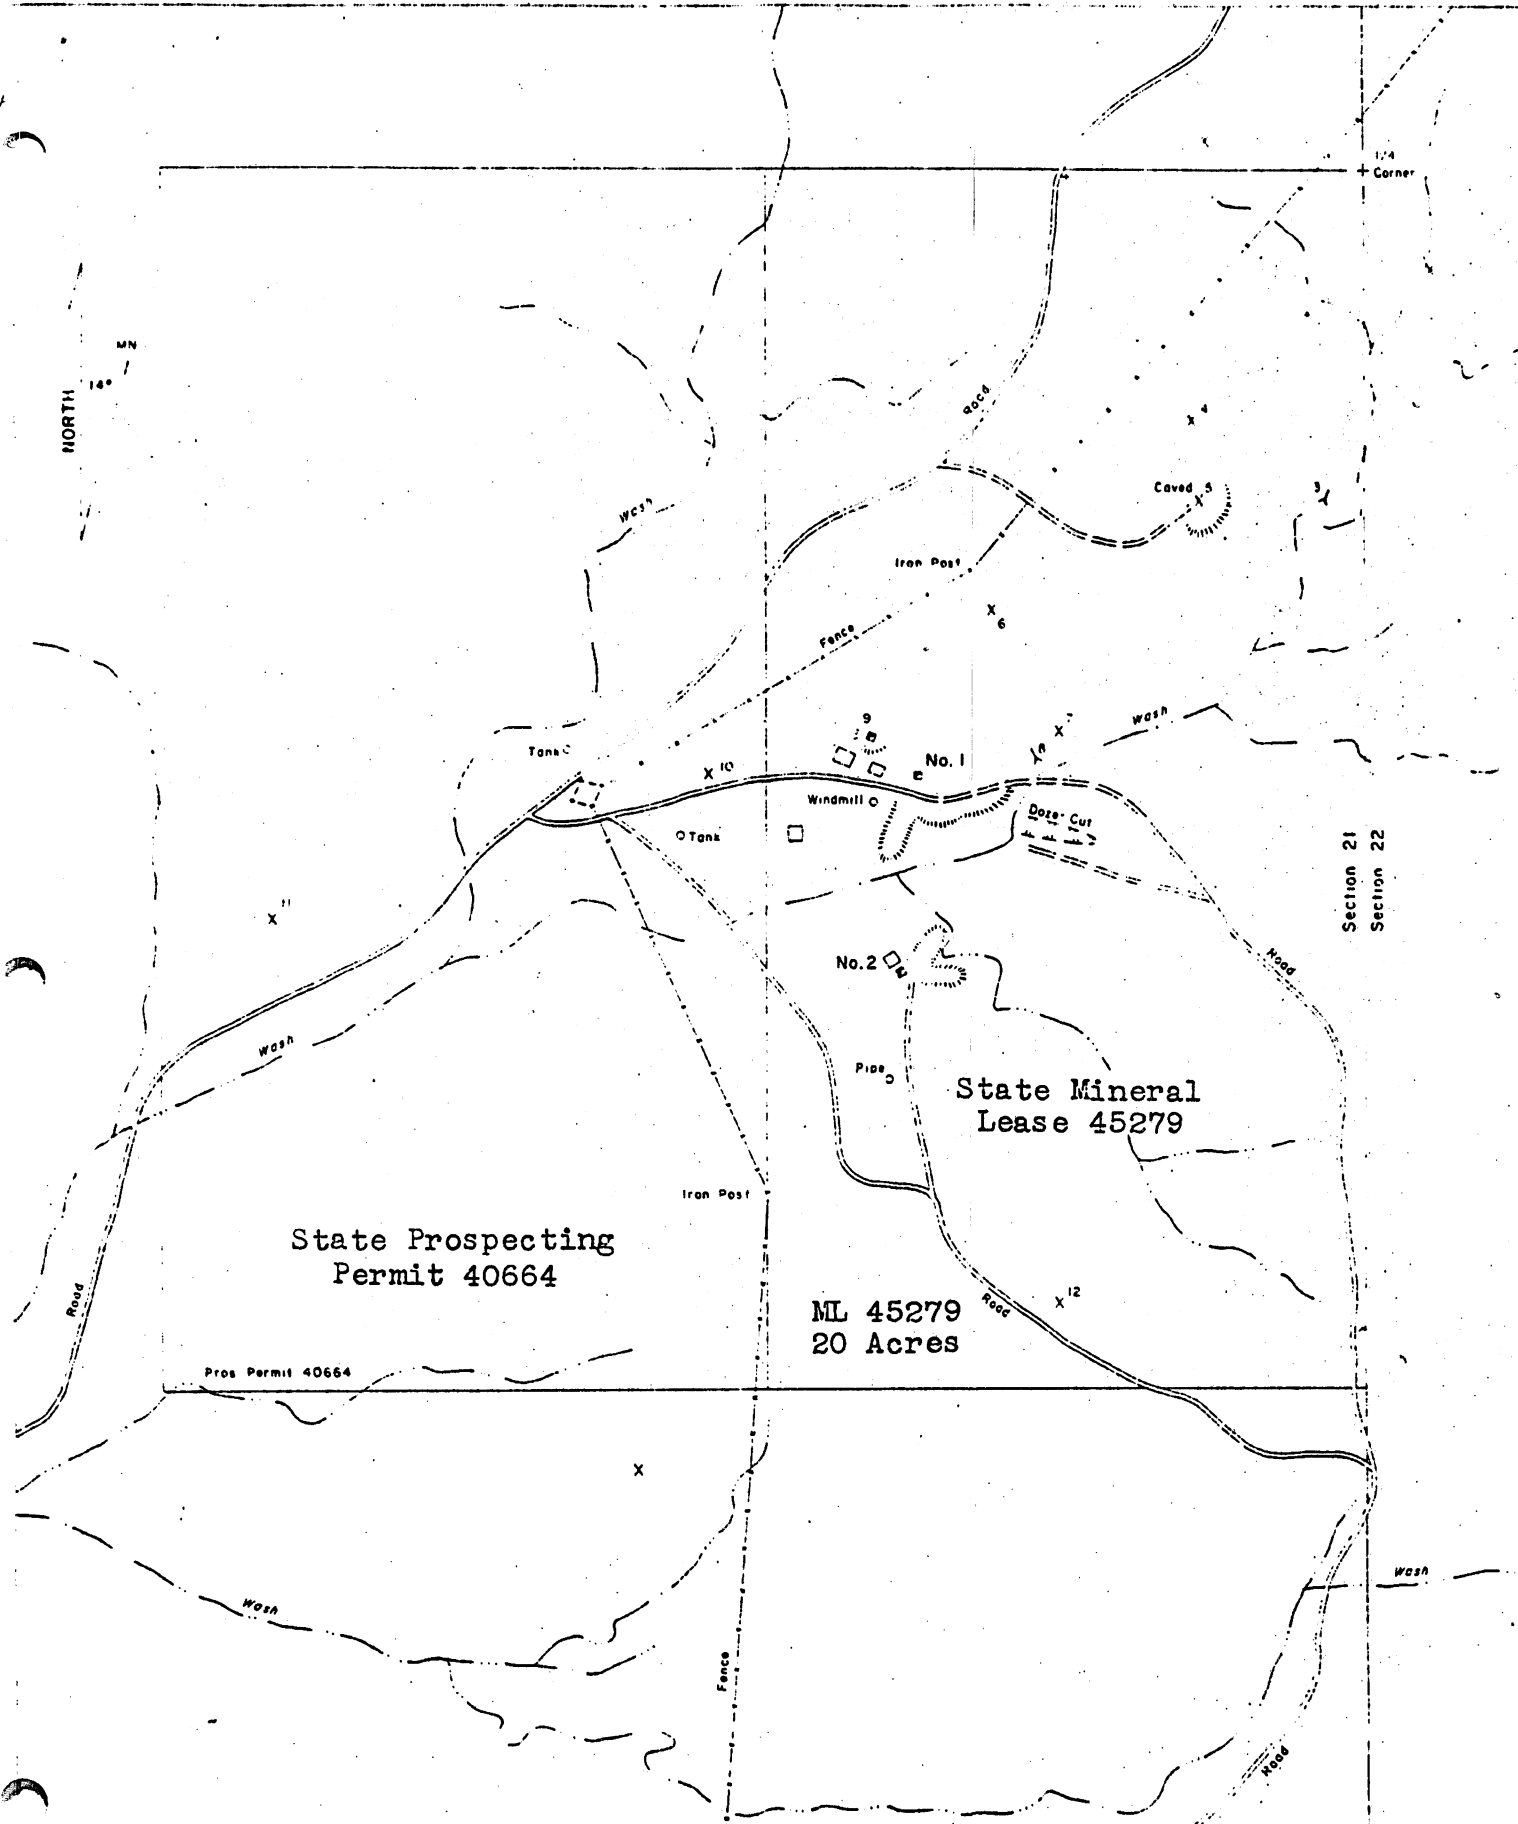 1/4
Corner
MN
14°
NORTH
Road
4
Caved 5
3
Wash
Iron Post
6
Fence
9
7
Wash
8
Tank
10
No. 1
Windmill
Tank
Dozer Cut
Section 21
Section 22
11
No. 2
Road
Wash
Pipe
State Mineral
Lease 45279
Iron Post
State Prospecting
Permit 40664
Road
ML 45279
20 Acres
Road
12
Pros Permit 40664
Wash
Wash
Fence
Road